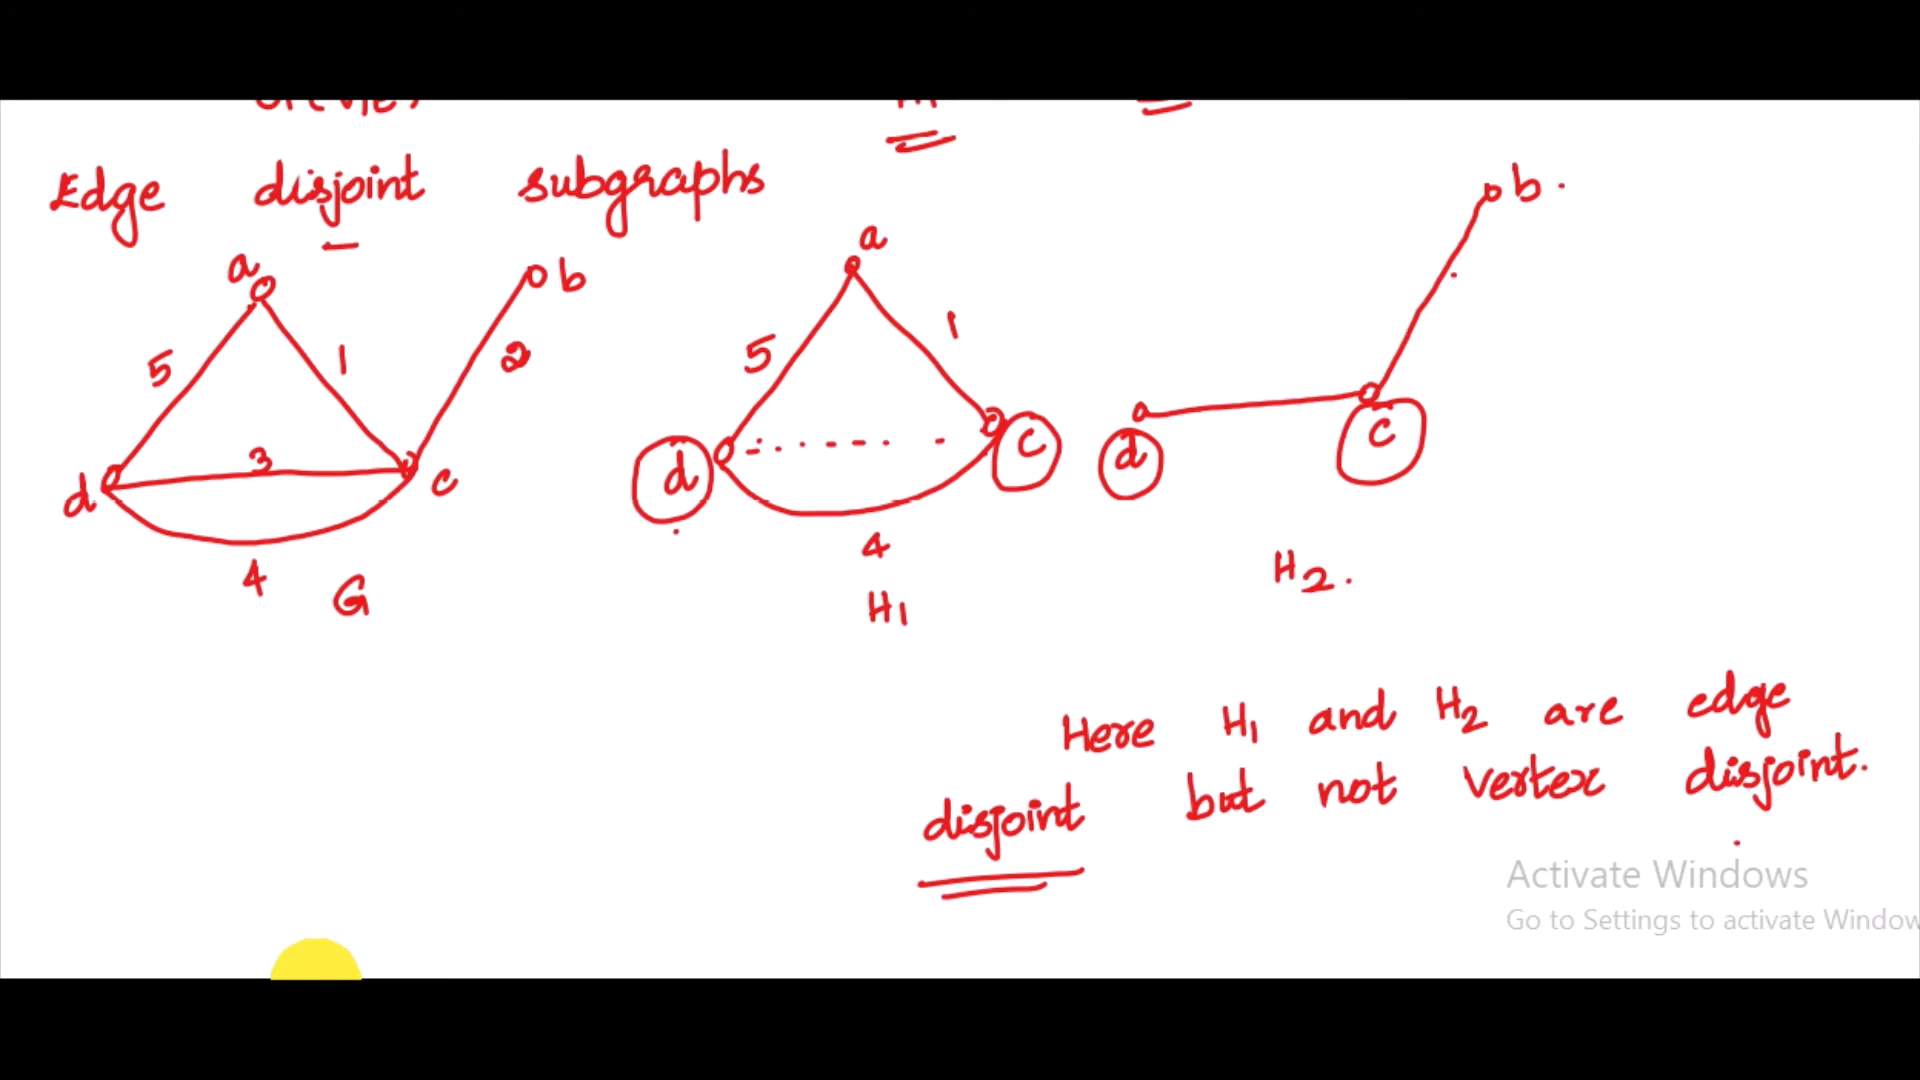 Edge disjoint subgraphs
a b 5 1 2 3 d c 4 G
a 5 1 d c 4 H1
b. d c H2.
Here H1 and H2 are edge
disjoint but not vertex disjoint.
Activate Windows
Go to Settings to activate Window